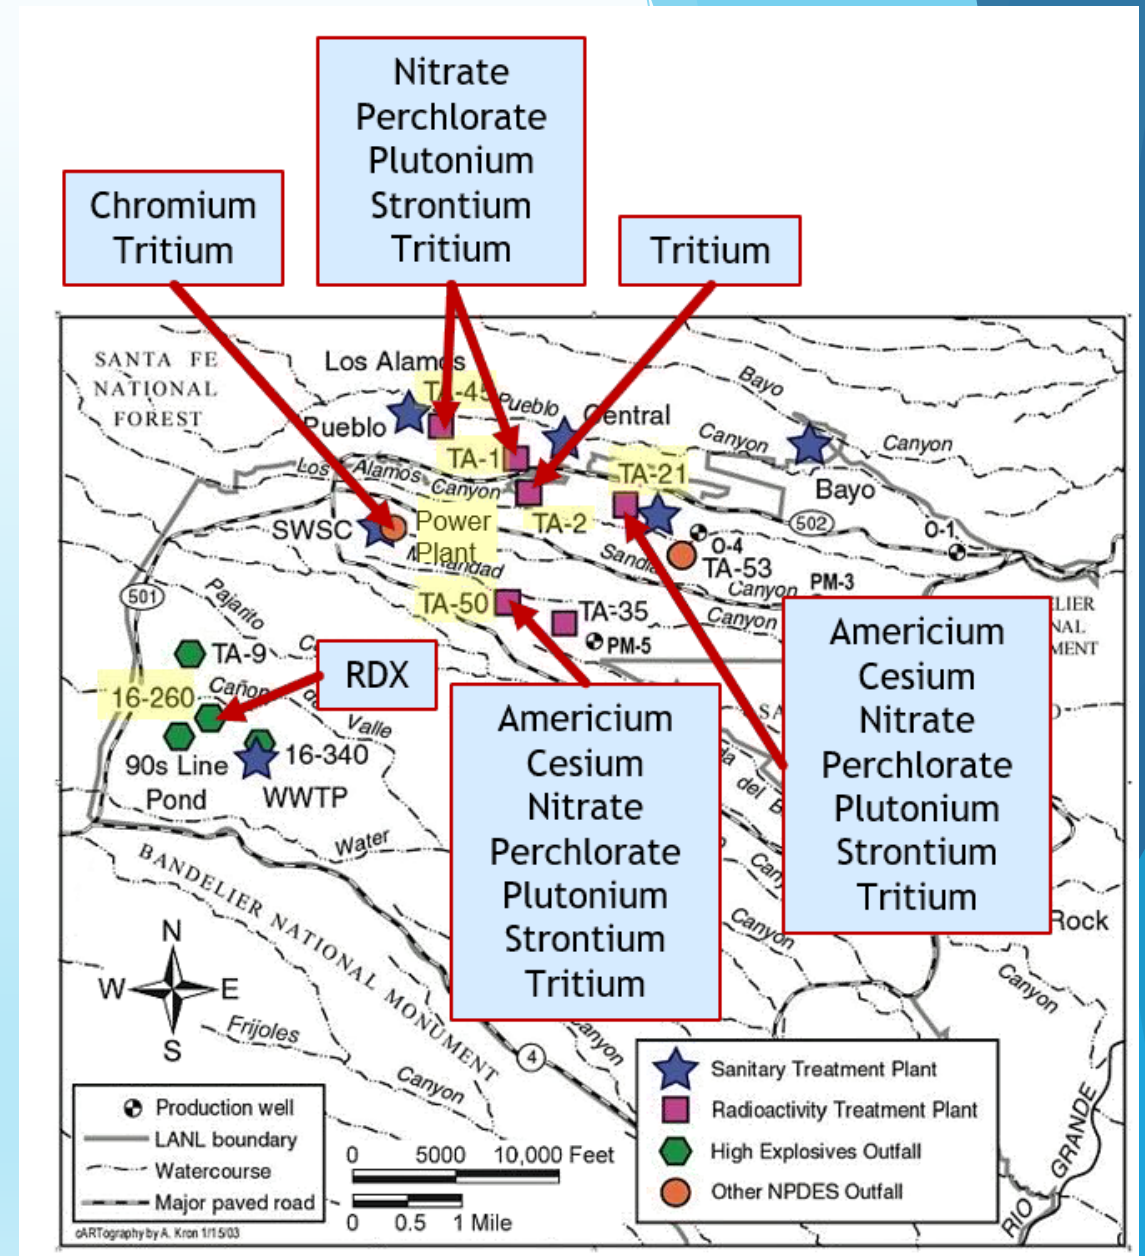 Nitrate
Perchlorate
Plutonium
Strontium
Tritium
Chromium
Tritium
Tritium
SANTA FE
NATIONAL
FOREST
Los Alamos
TA-45
Pueblo
Pueblo
Central
Bayo
Canyon
Canyon
Bayo
TA-1
Los Alamos Canyon
TA-21
TA-2
502
SWSC
Power
Plant
O-4
O-1
Sandia
TA-53
Canyon
PM-3
Canyon
501
Pajarito
TA-50
TA-35
PM-5
TA-9
RDX
16-260
Cañon
Valle
90s Line
Pond
16-340
WWTP
Americium
Cesium
Nitrate
Perchlorate
Plutonium
Strontium
Tritium
Americium
Cesium
Nitrate
Perchlorate
Plutonium
Strontium
Tritium
del
Water
BANDELIER NATIONAL MONUMENT
Canyon
Rock
Canyon
N
W
E
S
Frijoles
Canyon
4
Canyon
RIO GRANDE
Production well
LANL boundary
Watercourse
Major paved road
cARTography by A. Kron 1/15/03
0 5000 10,000 Feet
0 0.5 1 Mile
Sanitary Treatment Plant
Radioactivity Treatment Plant
High Explosives Outfall
Other NPDES Outfall